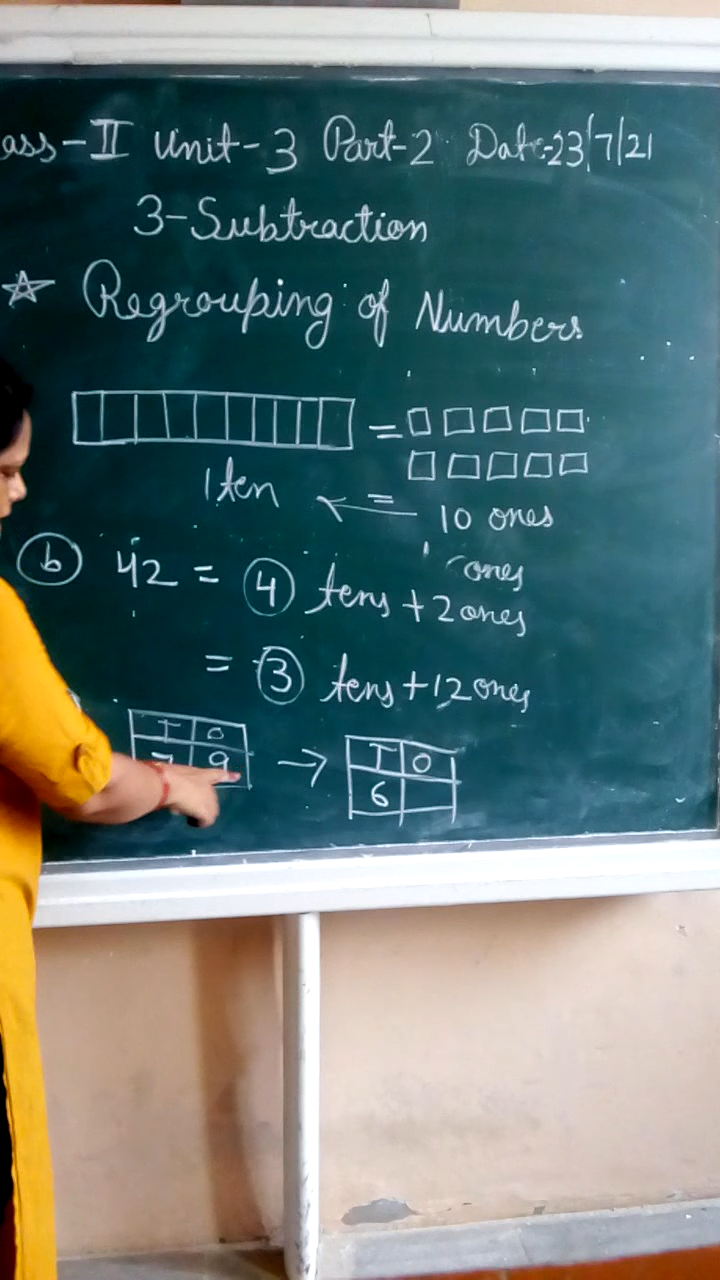 ass-II Unit-3 Part-2 Date-23/7/21
3-Subtraction
☆ Regrouping of Numbers
=
1 ten ← = 10 ones
ones
(b) 42 = 4 tens + 2 ones
= 3 tens + 12 ones
T O → T O
7 9 6